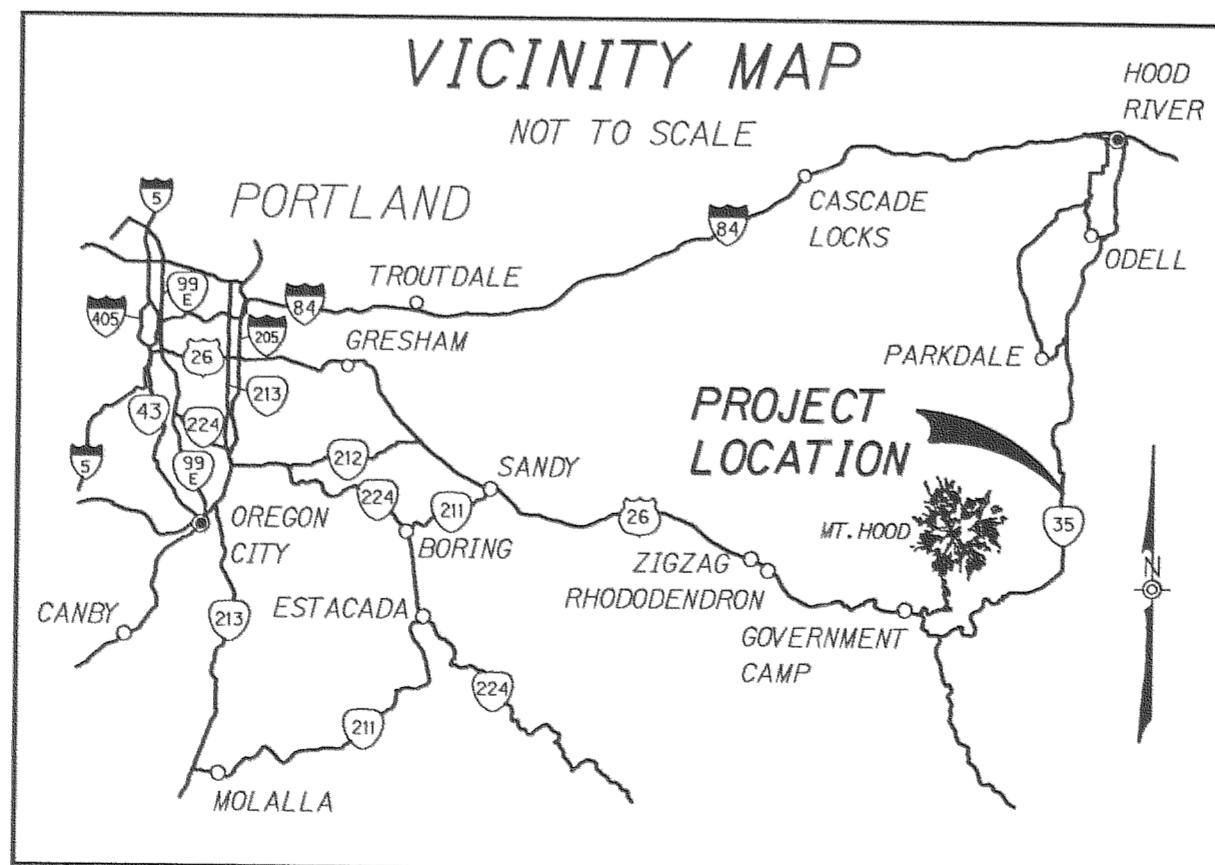 VICINITY MAP
NOT TO SCALE
HOOD
RIVER
5
PORTLAND
CASCADE
LOCKS
84
ODELL
99
E
TROUTDALE
405
84
205
GRESHAM
26
PARKDALE
213
43
224
PROJECT
LOCATION
5
99
E
212
SANDY
224
211
26
MT. HOOD
35
OREGON
CITY
BORING
ZIGZAG
RHODODENDRON
N
CANBY
213
ESTACADA
GOVERNMENT
CAMP
224
211
MOLALLA